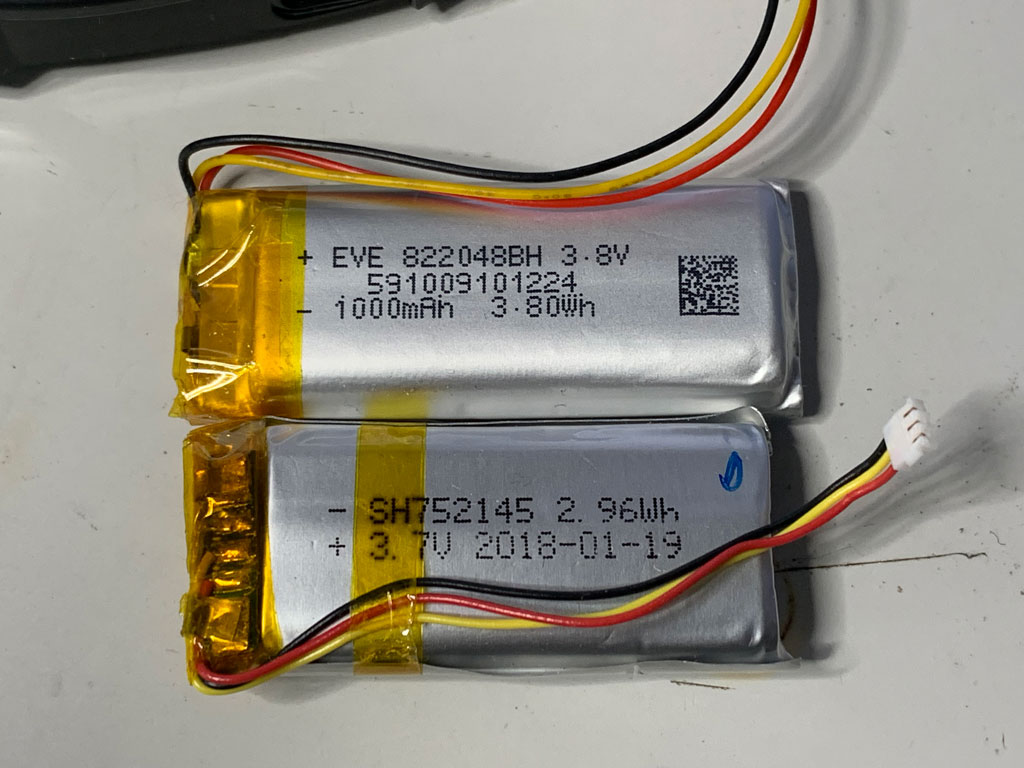 + EVE 822048BH 3.8V
591009101224
- 1000mAh 3.80Wh
- SH752145 2.96Wh
+ 3.7V 2018-01-19